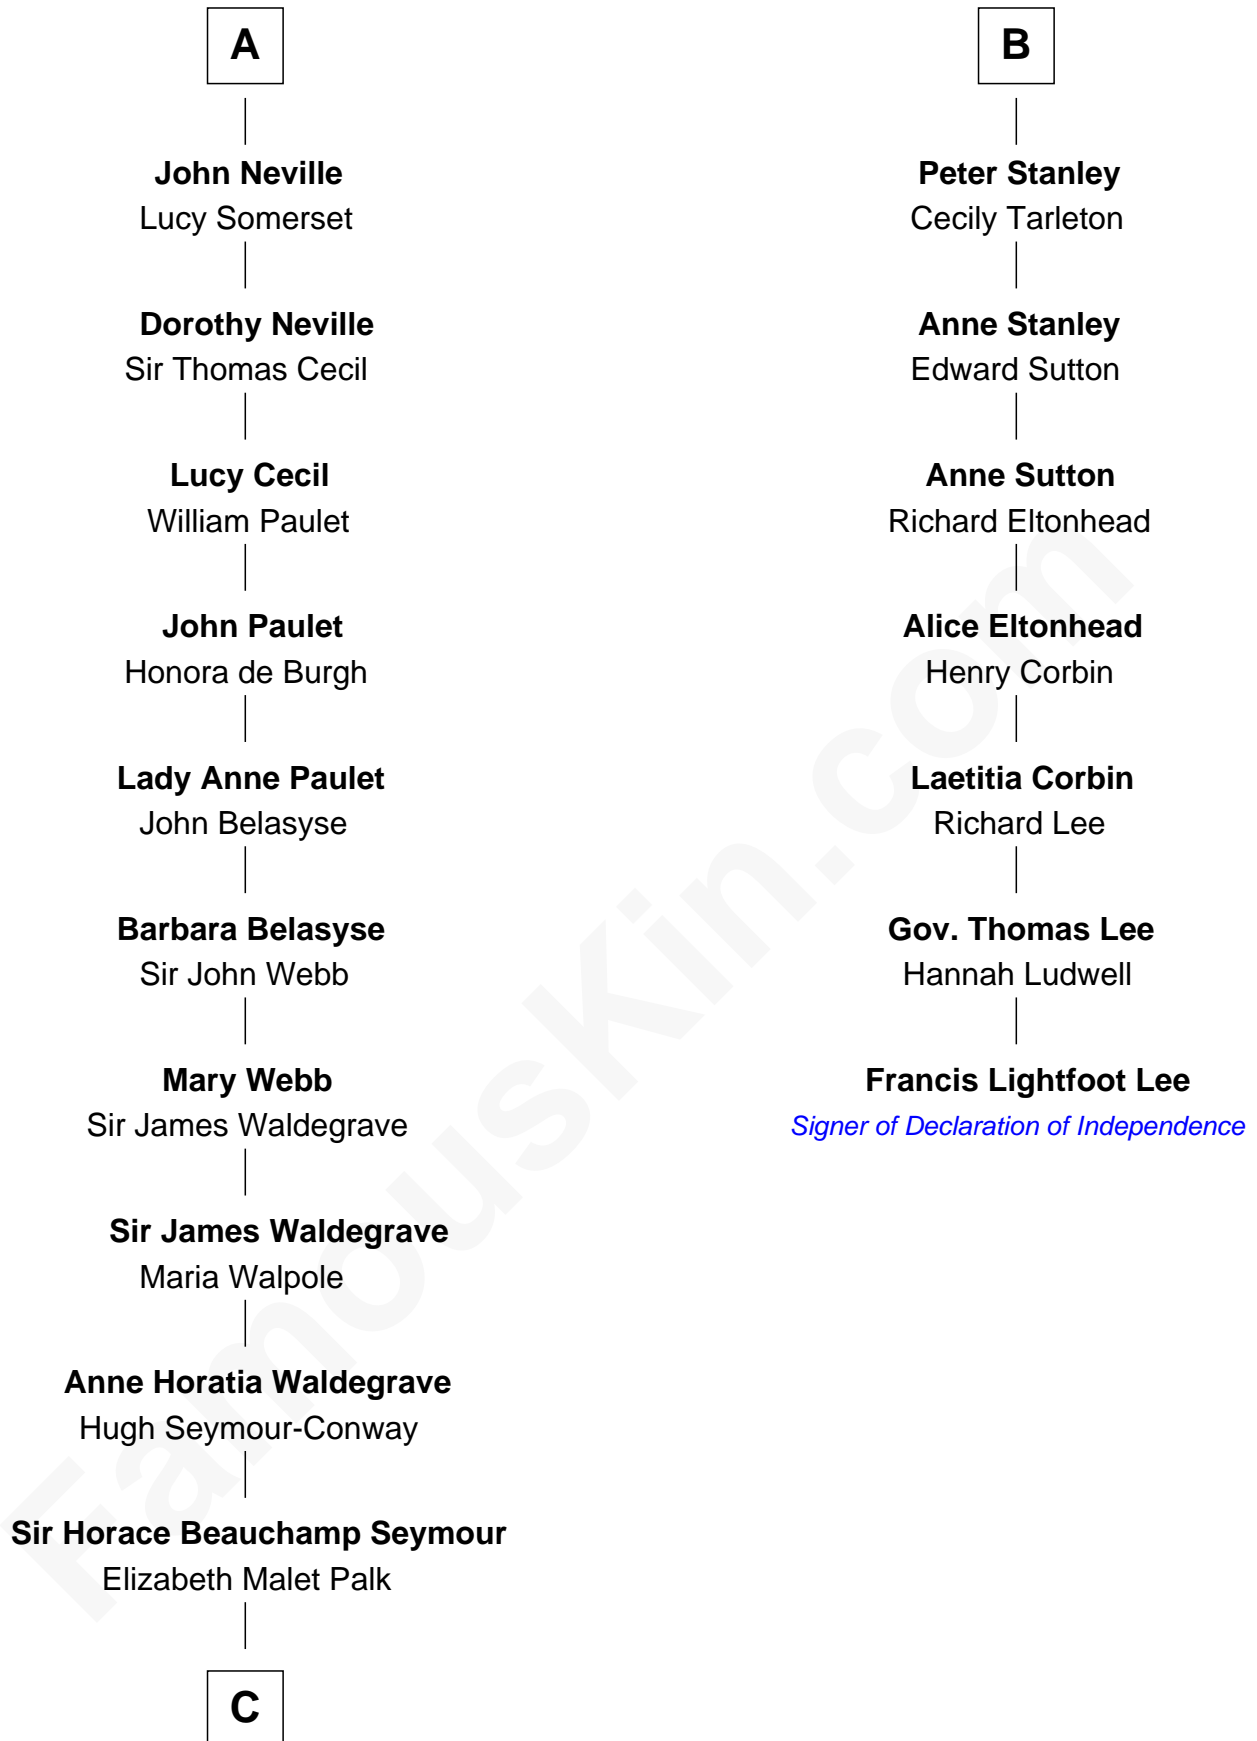 A
John Neville
Lucy Somerset
Dorothy Neville
Sir Thomas Cecil
Lucy Cecil
William Paulet
John Paulet
Honora de Burgh
Lady Anne Paulet
John Belasyse
Barbara Belasyse
Sir John Webb
Mary Webb
Sir James Waldegrave
Sir James Waldegrave
Maria Walpole
Anne Horatia Waldegrave
Hugh Seymour-Conway
Sir Horace Beauchamp Seymour
Elizabeth Malet Palk
C
B
Peter Stanley
Cecily Tarleton
Anne Stanley
Edward Sutton
Anne Sutton
Richard Eltonhead
Alice Eltonhead
Henry Corbin
Laetitia Corbin
Richard Lee
Gov. Thomas Lee
Hannah Ludwell
Francis Lightfoot Lee
Signer of Declaration of Independence
FamousKin.com